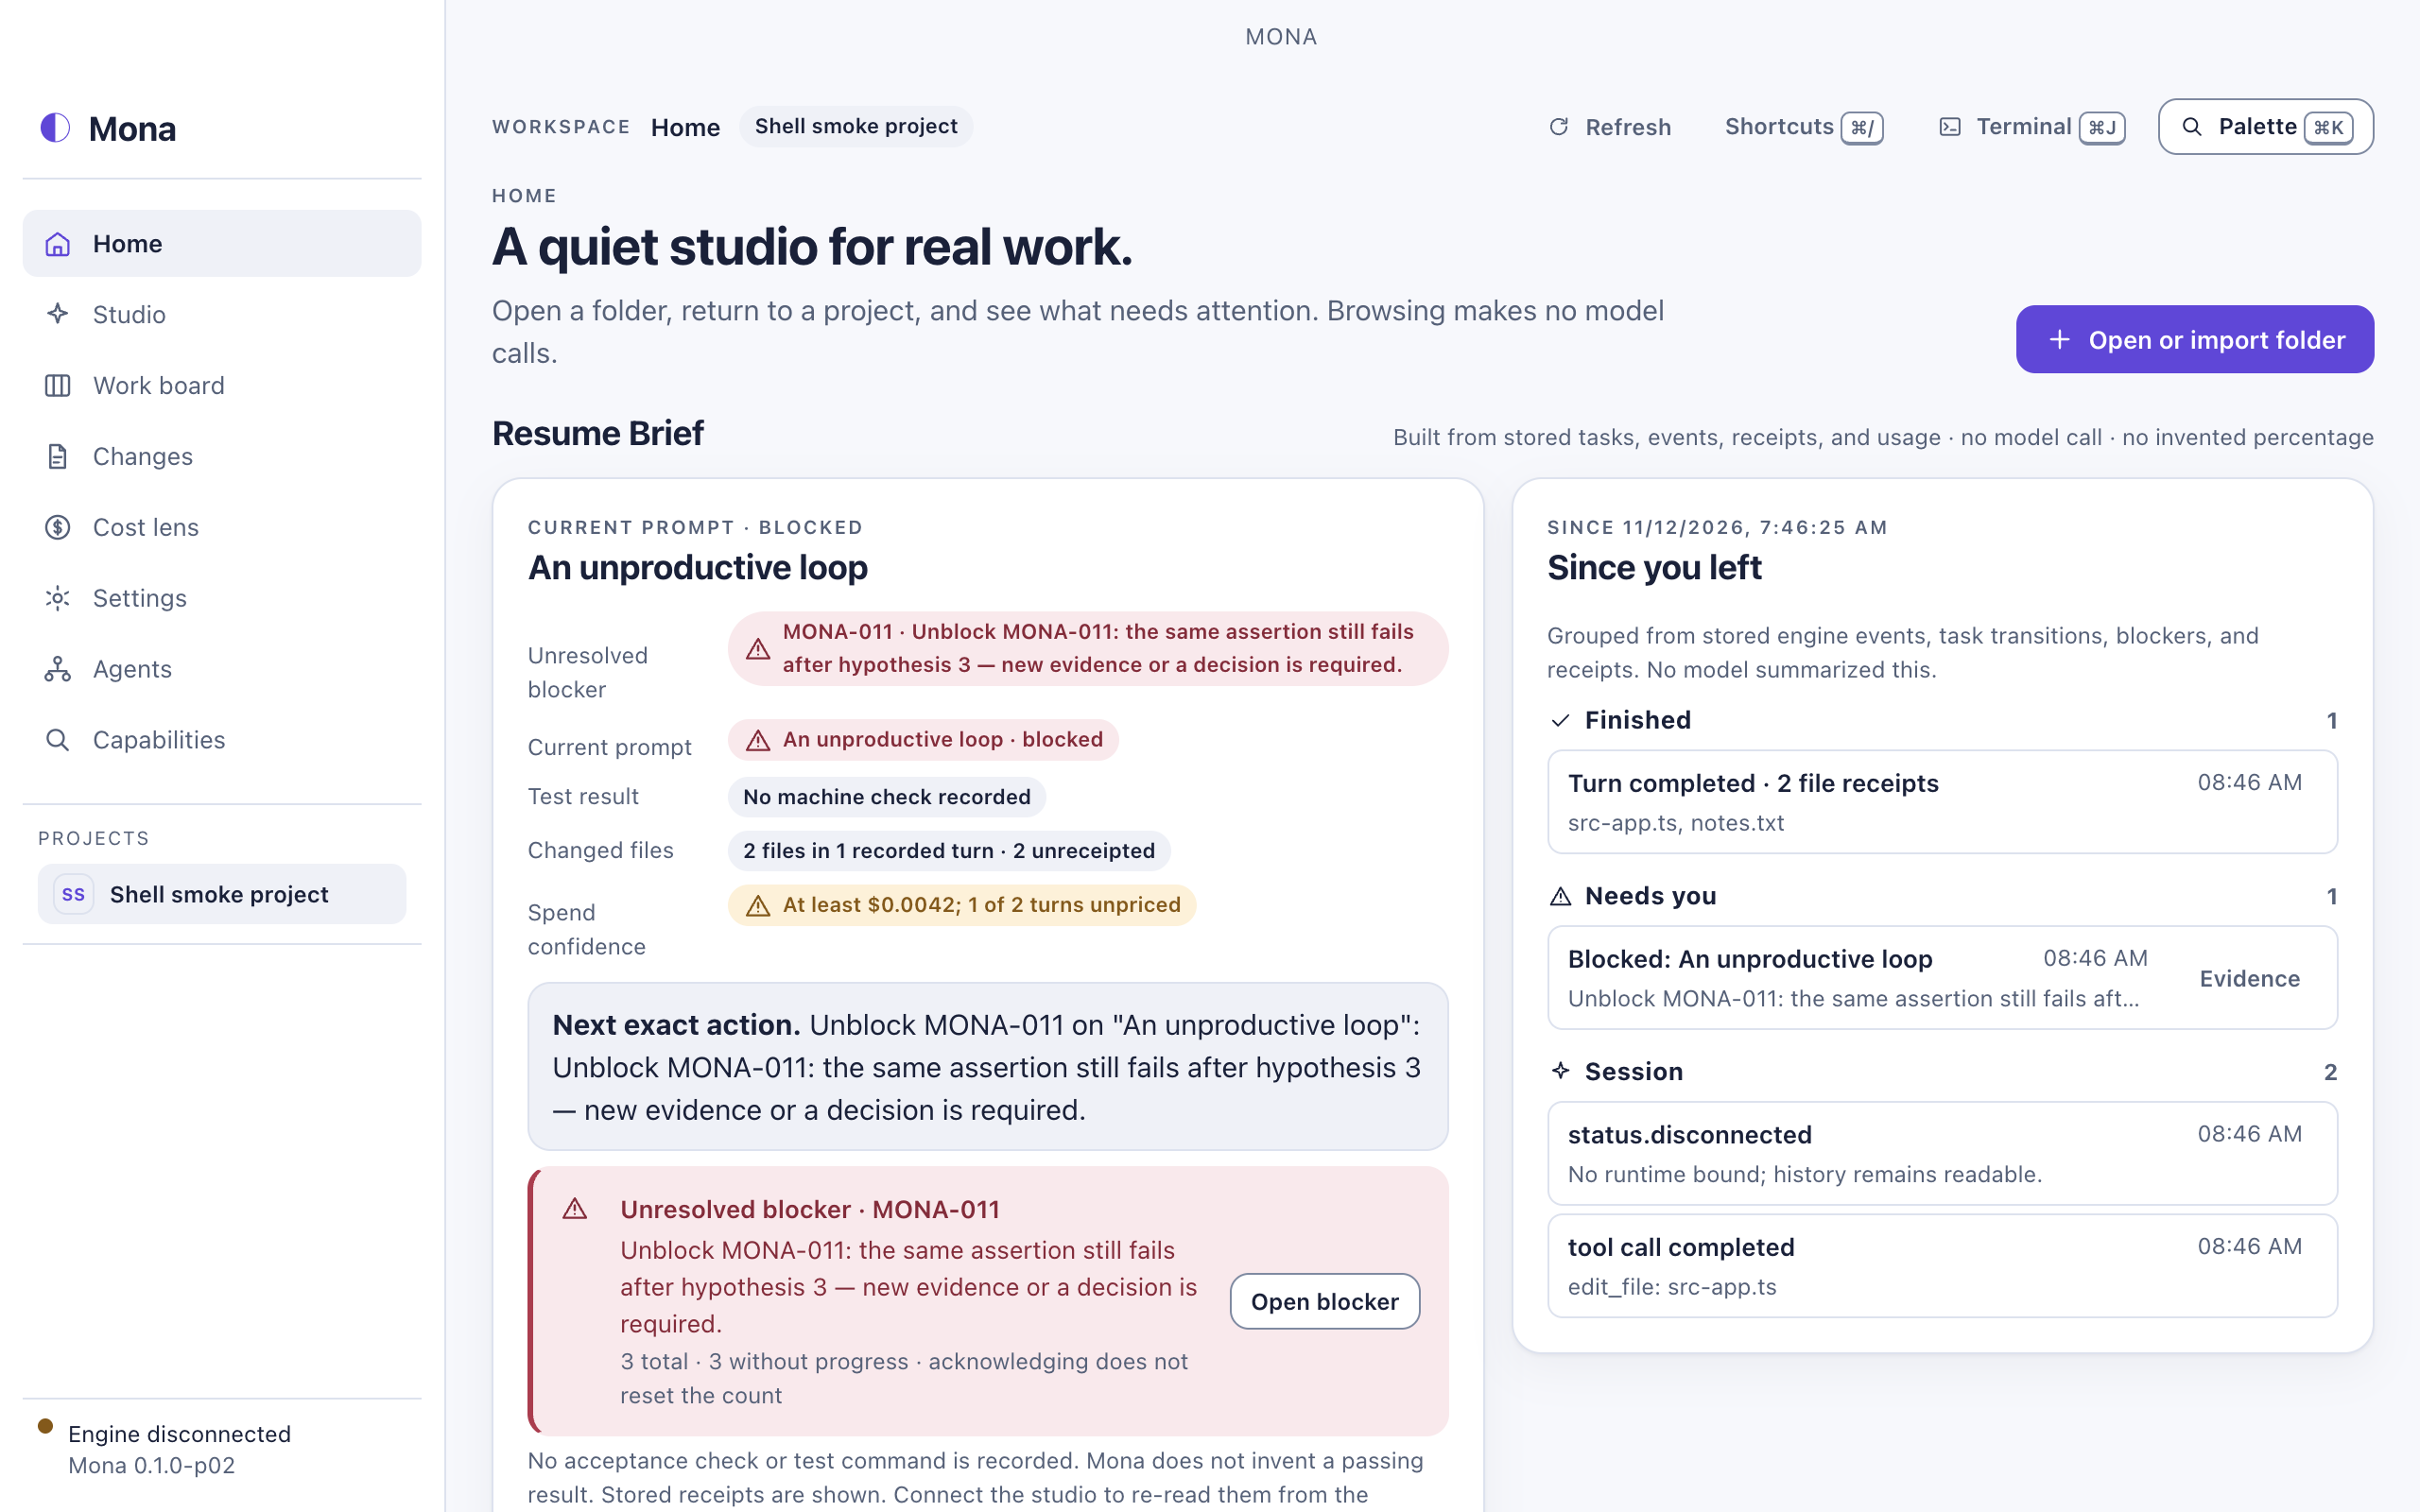 MONA
Mona
Home
Studio
Work board
Changes
Cost lens
Settings
Agents
Capabilities
PROJECTS
SS Shell smoke project
Engine disconnected
Mona 0.1.0-p02
WORKSPACE Home Shell smoke project
Refresh Shortcuts ⌘/ Terminal ⌘J Palette ⌘K
HOME
A quiet studio for real work.
Open a folder, return to a project, and see what needs attention. Browsing makes no model
calls.
Open or import folder
Resume Brief
Built from stored tasks, events, receipts, and usage · no model call · no invented percentage
CURRENT PROMPT · BLOCKED
An unproductive loop
Unresolved
blocker
MONA-011 · Unblock MONA-011: the same assertion still fails
after hypothesis 3 — new evidence or a decision is required.
Current prompt
An unproductive loop · blocked
Test result
No machine check recorded
Changed files
2 files in 1 recorded turn · 2 unreceipted
Spend
confidence
At least $0.0042; 1 of 2 turns unpriced
Next exact action. Unblock MONA-011 on "An unproductive loop":
Unblock MONA-011: the same assertion still fails after hypothesis 3
— new evidence or a decision is required.
Unresolved blocker · MONA-011
Unblock MONA-011: the same assertion still fails
after hypothesis 3 — new evidence or a decision is
required.
3 total · 3 without progress · acknowledging does not
reset the count
Open blocker
No acceptance check or test command is recorded. Mona does not invent a passing
result. Stored receipts are shown. Connect the studio to re-read them from the
SINCE 11/12/2026, 7:46:25 AM
Since you left
Grouped from stored engine events, task transitions, blockers, and
receipts. No model summarized this.
Finished 1
Turn completed · 2 file receipts 08:46 AM
src-app.ts, notes.txt
Needs you 1
Blocked: An unproductive loop 08:46 AM
Unblock MONA-011: the same assertion still fails aft...
Evidence
Session 2
status.disconnected 08:46 AM
No runtime bound; history remains readable.
tool call completed 08:46 AM
edit_file: src-app.ts